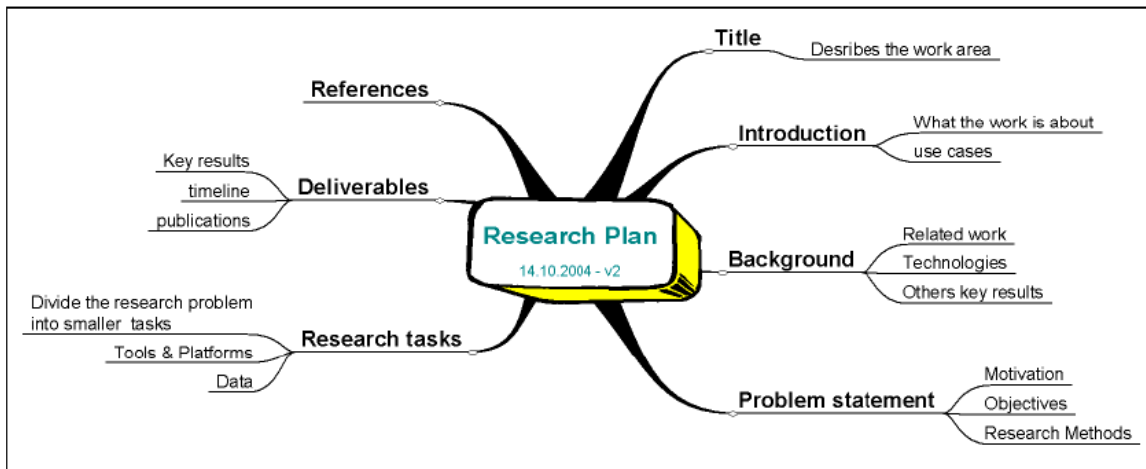 Research Plan
14.10.2004 - v2
Title
Desribes the work area
Introduction
What the work is about
use cases
Background
Related work
Technologies
Others key results
Problem statement
Motivation
Objectives
Research Methods
Research tasks
Divide the research problem
into smaller tasks
Tools & Platforms
Data
Deliverables
Key results
timeline
publications
References